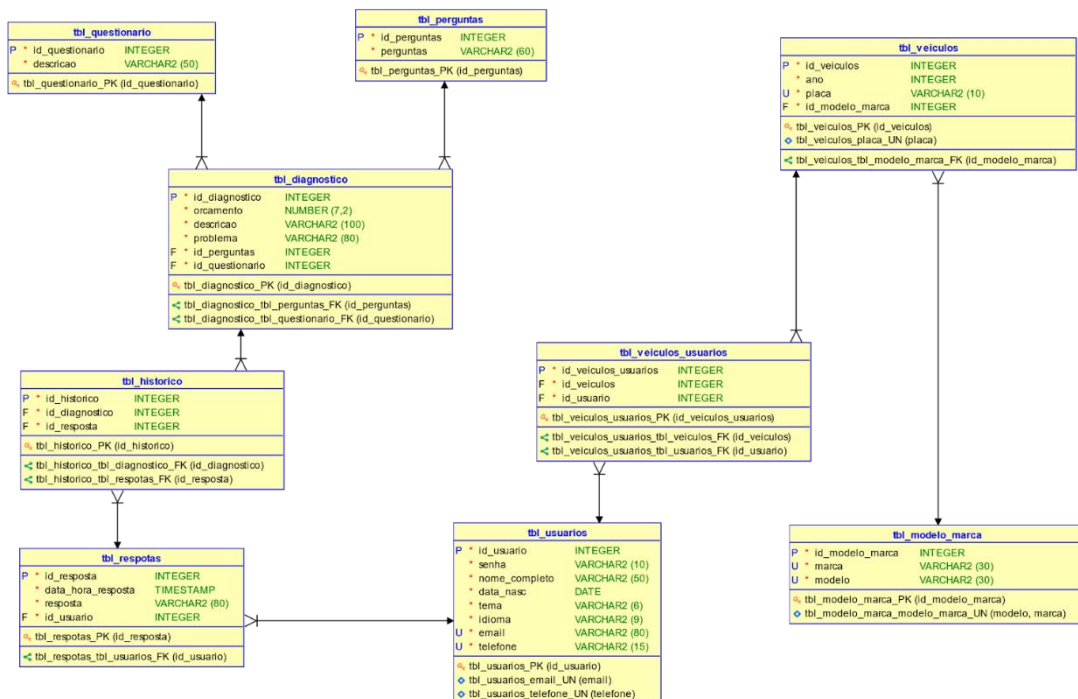 tbl_questionario
P * id_questionario INTEGER
* descricao VARCHAR2 (50)
tbl_questionario_PK (id_questionario)
tbl_perguntas
P * id_perguntas INTEGER
* perguntas VARCHAR2 (60)
tbl_perguntas_PK (id_perguntas)
tbl_veiculos
P * id_veiculos INTEGER
* ano INTEGER
U * placa VARCHAR2 (10)
F * id_modelo_marca INTEGER
tbl_veiculos_PK (id_veiculos)
tbl_veiculos_placa_UN (placa)
tbl_veiculos_tbl_modelo_marca_FK (id_modelo_marca)
tbl_diagnostico
P * id_diagnostico INTEGER
* orcamento NUMBER (7,2)
* descricao VARCHAR2 (100)
* problema VARCHAR2 (80)
F * id_perguntas INTEGER
F * id_questionario INTEGER
tbl_diagnostico_PK (id_diagnostico)
tbl_diagnostico_tbl_perguntas_FK (id_perguntas)
tbl_diagnostico_tbl_questionario_FK (id_questionario)
tbl_veiculos_usuarios
P * id_veiculos_usuarios INTEGER
F * id_veiculos INTEGER
F * id_usuario INTEGER
tbl_veiculos_usuarios_PK (id_veiculos_usuarios)
tbl_veiculos_usuarios_tbl_veiculos_FK (id_veiculos)
tbl_veiculos_usuarios_tbl_usuarios_FK (id_usuario)
tbl_historico
P * id_historico INTEGER
F * id_diagnostico INTEGER
F * id_resposta INTEGER
tbl_historico_PK (id_historico)
tbl_historico_tbl_diagnostico_FK (id_diagnostico)
tbl_historico_tbl_respotas_FK (id_resposta)
tbl_respotas
P * id_resposta INTEGER
* data_hora_resposta TIMESTAMP
* resposta VARCHAR2 (80)
F * id_usuario INTEGER
tbl_respotas_PK (id_resposta)
tbl_respotas_tbl_usuarios_FK (id_usuario)
tbl_usuarios
P * id_usuario INTEGER
* senha VARCHAR2 (10)
* nome_completo VARCHAR2 (50)
* data_nasc DATE
* tema VARCHAR2 (6)
* idioma VARCHAR2 (9)
U * email VARCHAR2 (80)
U * telefone VARCHAR2 (15)
tbl_usuarios_PK (id_usuario)
tbl_usuarios_email_UN (email)
tbl_usuarios_telefone_UN (telefone)
tbl_modelo_marca
P * id_modelo_marca INTEGER
U * marca VARCHAR2 (30)
U * modelo VARCHAR2 (30)
tbl_modelo_marca_PK (id_modelo_marca)
tbl_modelo_marca_modelo_marca_UN (modelo, marca)